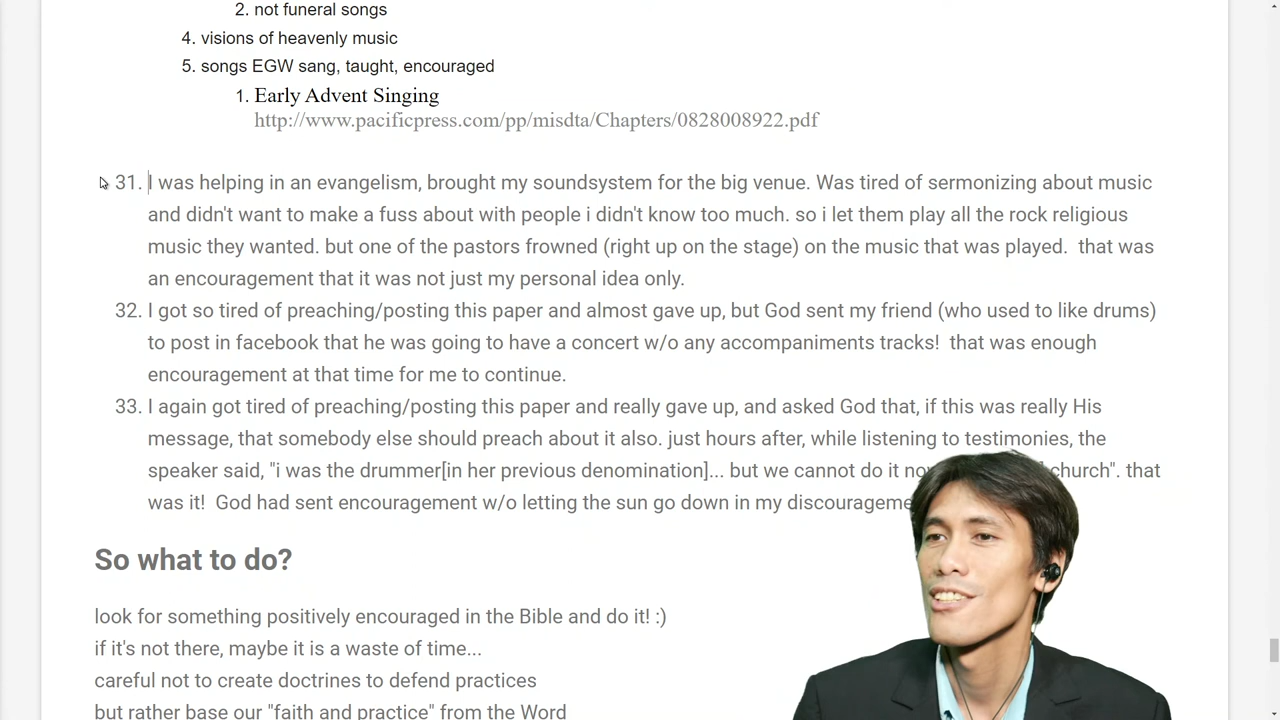 2. not funeral songs
4. visions of heavenly music
5. songs EGW sang, taught, encouraged
1. Early Advent Singing
http://www.pacificpress.com/pp/misdta/Chapters/0828008922.pdf
31. I was helping in an evangelism, brought my soundsystem for the big venue. Was tired of sermonizing about music
and didn't want to make a fuss about with people i didn't know too much. so i let them play all the rock religious
music they wanted. but one of the pastors frowned (right up on the stage) on the music that was played.  that was
an encouragement that it was not just my personal idea only.
32. I got so tired of preaching/posting this paper and almost gave up, but God sent my friend (who used to like drums)
to post in facebook that he was going to have a concert w/o any accompaniments tracks!  that was enough
encouragement at that time for me to continue.
33. I again got tired of preaching/posting this paper and really gave up, and asked God that, if this was really His
message, that somebody else should preach about it also. just hours after, while listening to testimonies, the
speaker said, "i was the drummer[in her previous denomination]... but we cannot do it church". that
was it!  God had sent encouragement w/o letting the sun go down in my
So what to do?
look for something positively encouraged in the Bible and do it! :)
if it's not there, maybe it is a waste of time...
careful not to create doctrines to defend practices
but rather base our "faith and practice" from the Word